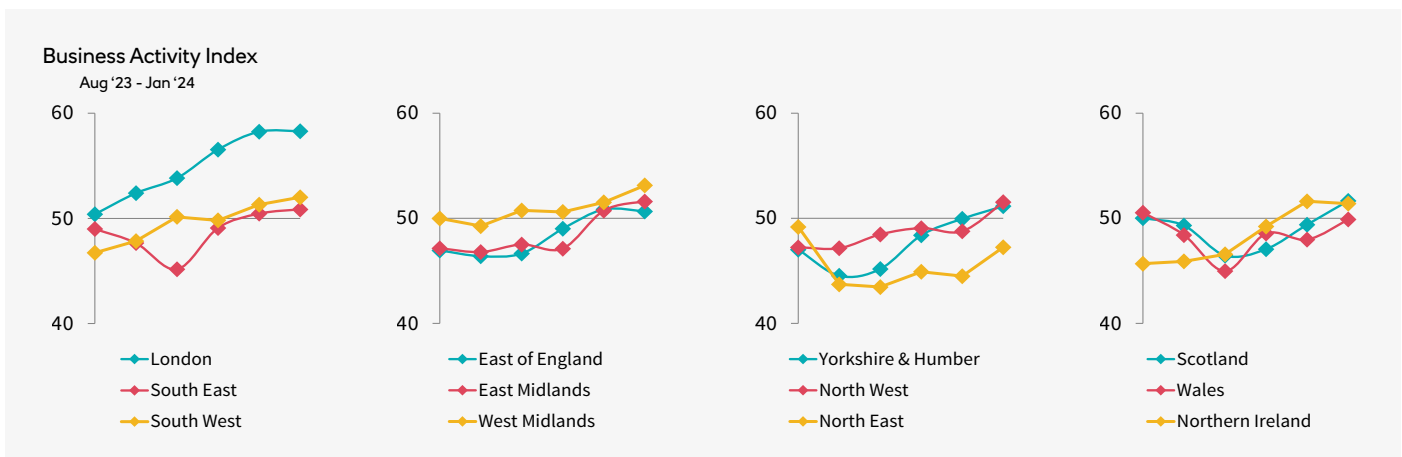 Business Activity Index
Aug ‘23 - Jan ‘24
60
50
40
London
South East
South West
60
50
40
East of England
East Midlands
West Midlands
60
50
40
Yorkshire & Humber
North West
North East
60
50
40
Scotland
Wales
Northern Ireland